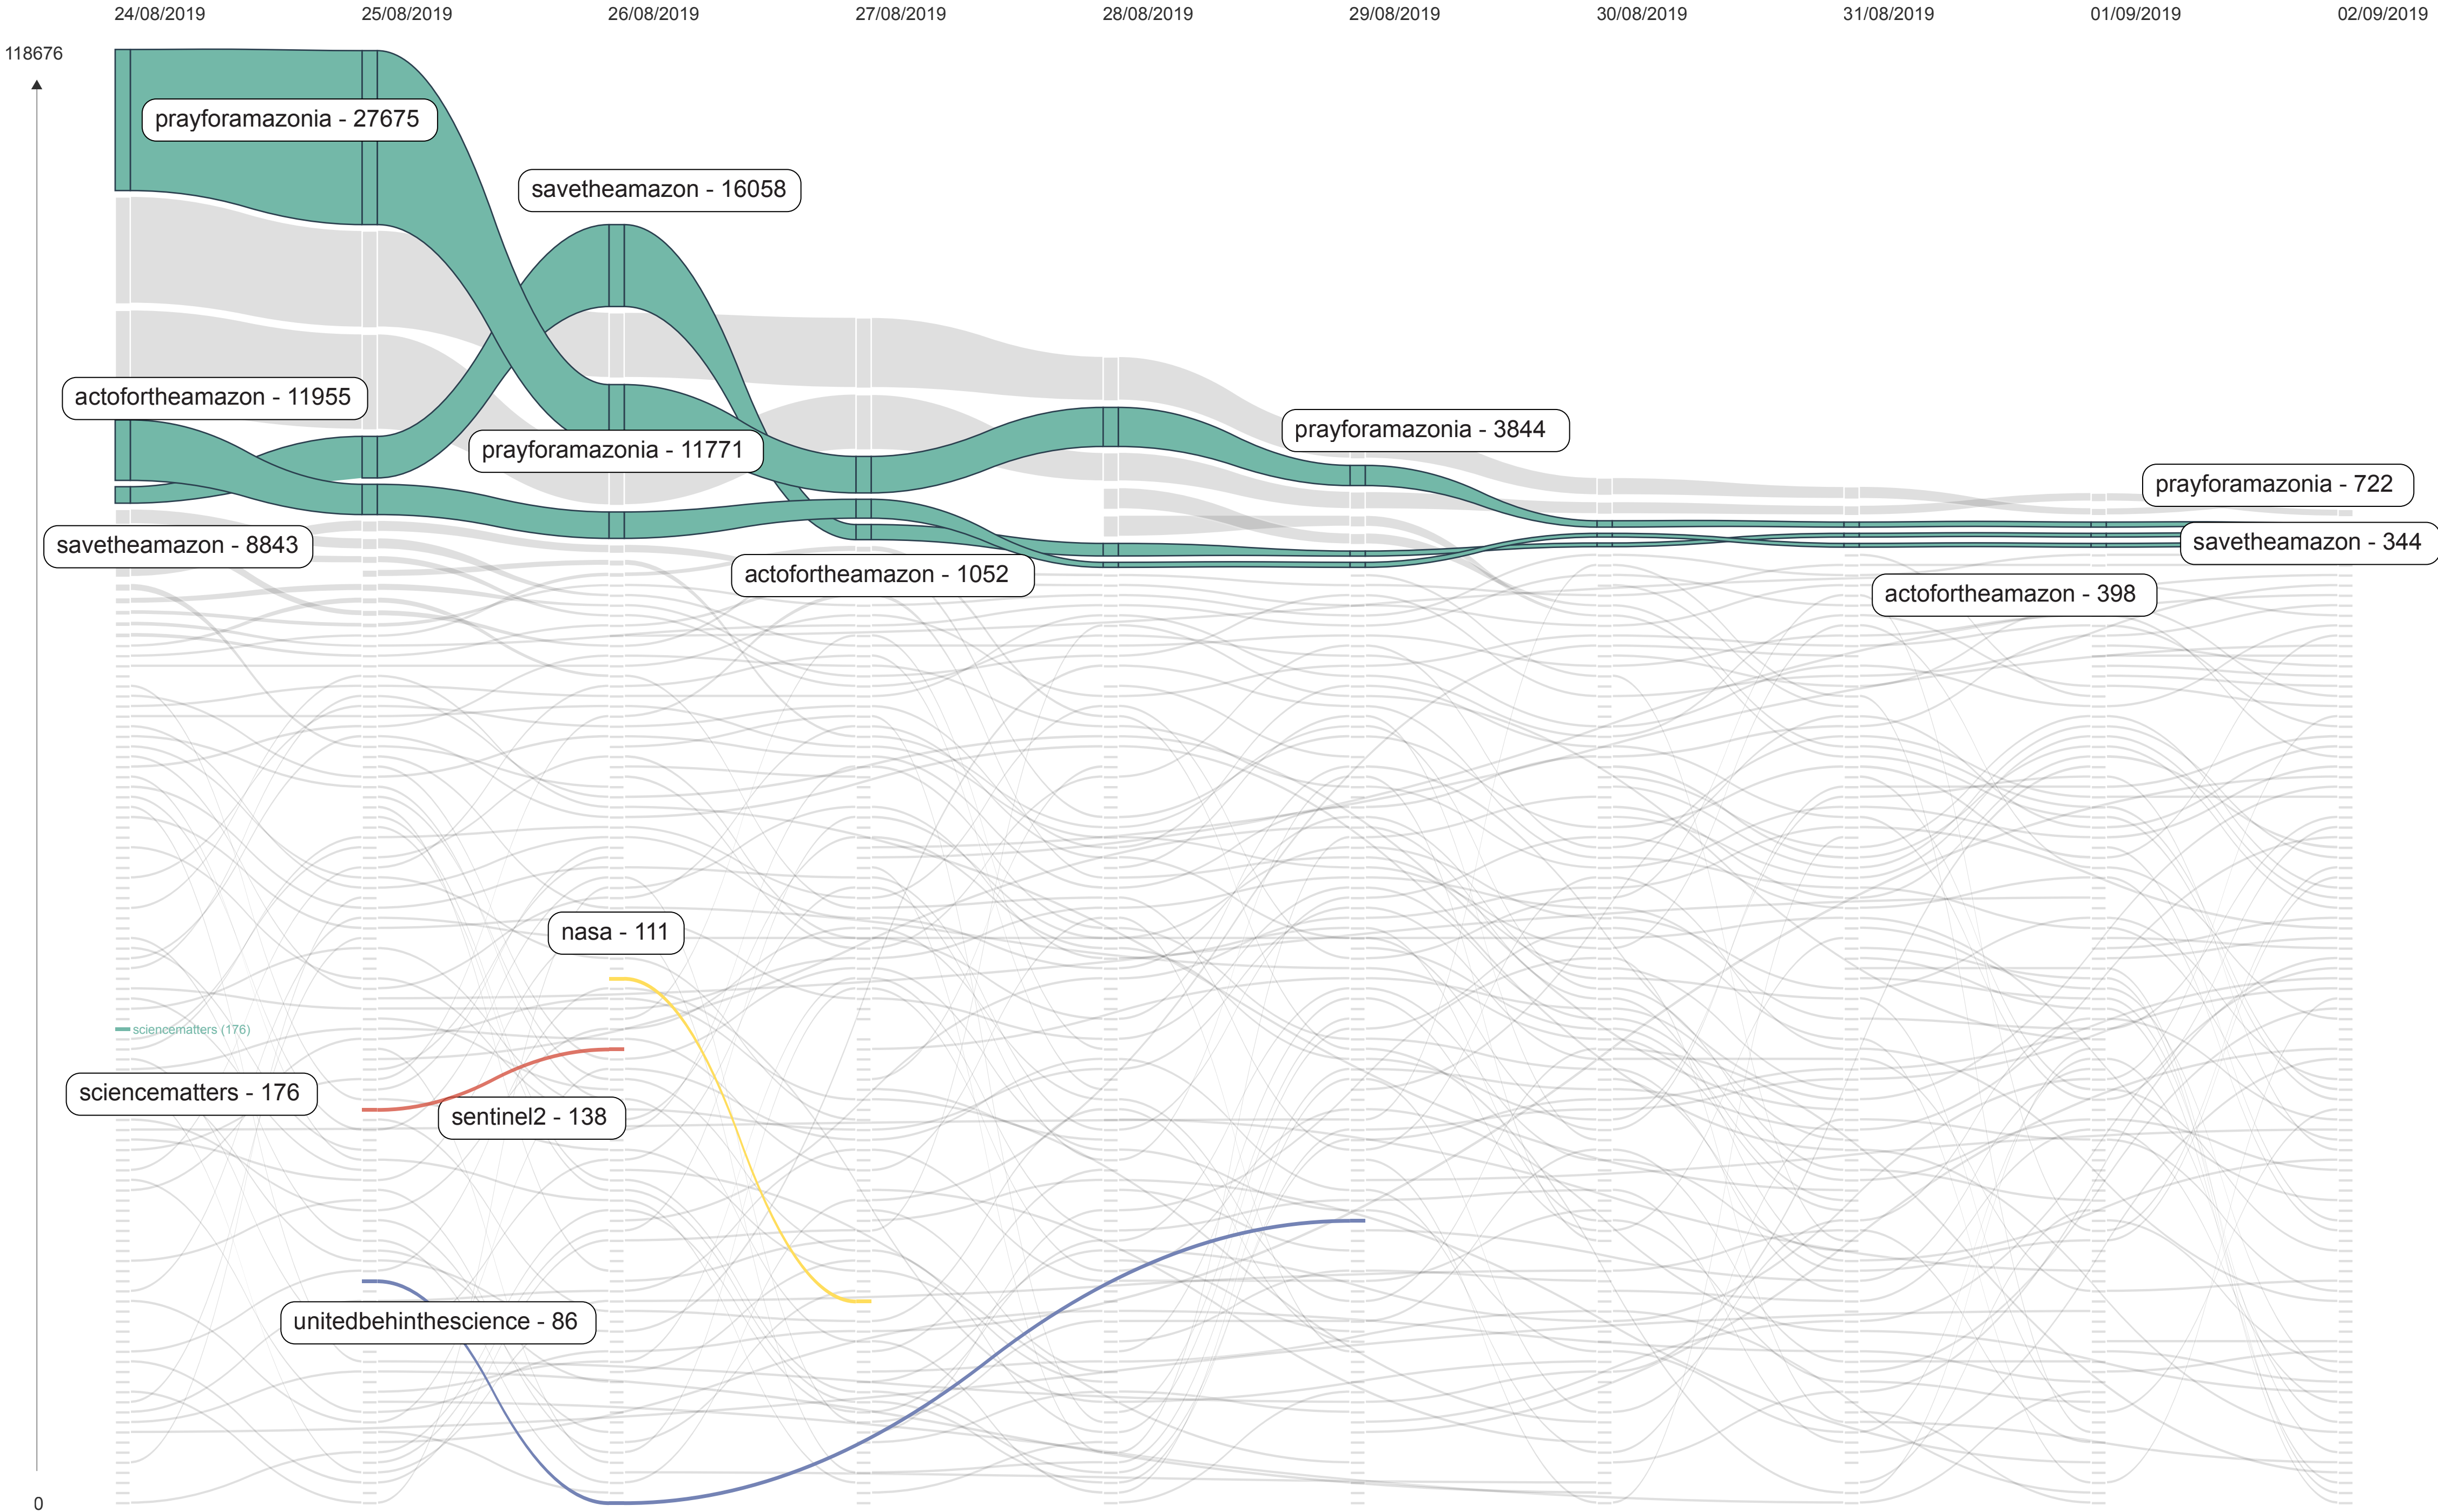 24/08/2019 25/08/2019 26/08/2019 27/08/2019 28/08/2019 29/08/2019 30/08/2019 31/08/2019 01/09/2019 02/09/2019
118676
prayforamazonia - 27675
savetheamazon - 16058
actofortheamazon - 11955
prayforamazonia - 3844
prayforamazonia - 11771
prayforamazonia - 722
savetheamazon - 8843
savetheamazon - 344
actofortheamazon - 1052
actofortheamazon - 398
nasa - 111
sciencematters (176)
sciencematters - 176
sentinel2 - 138
unitedbehinthescience - 86
0